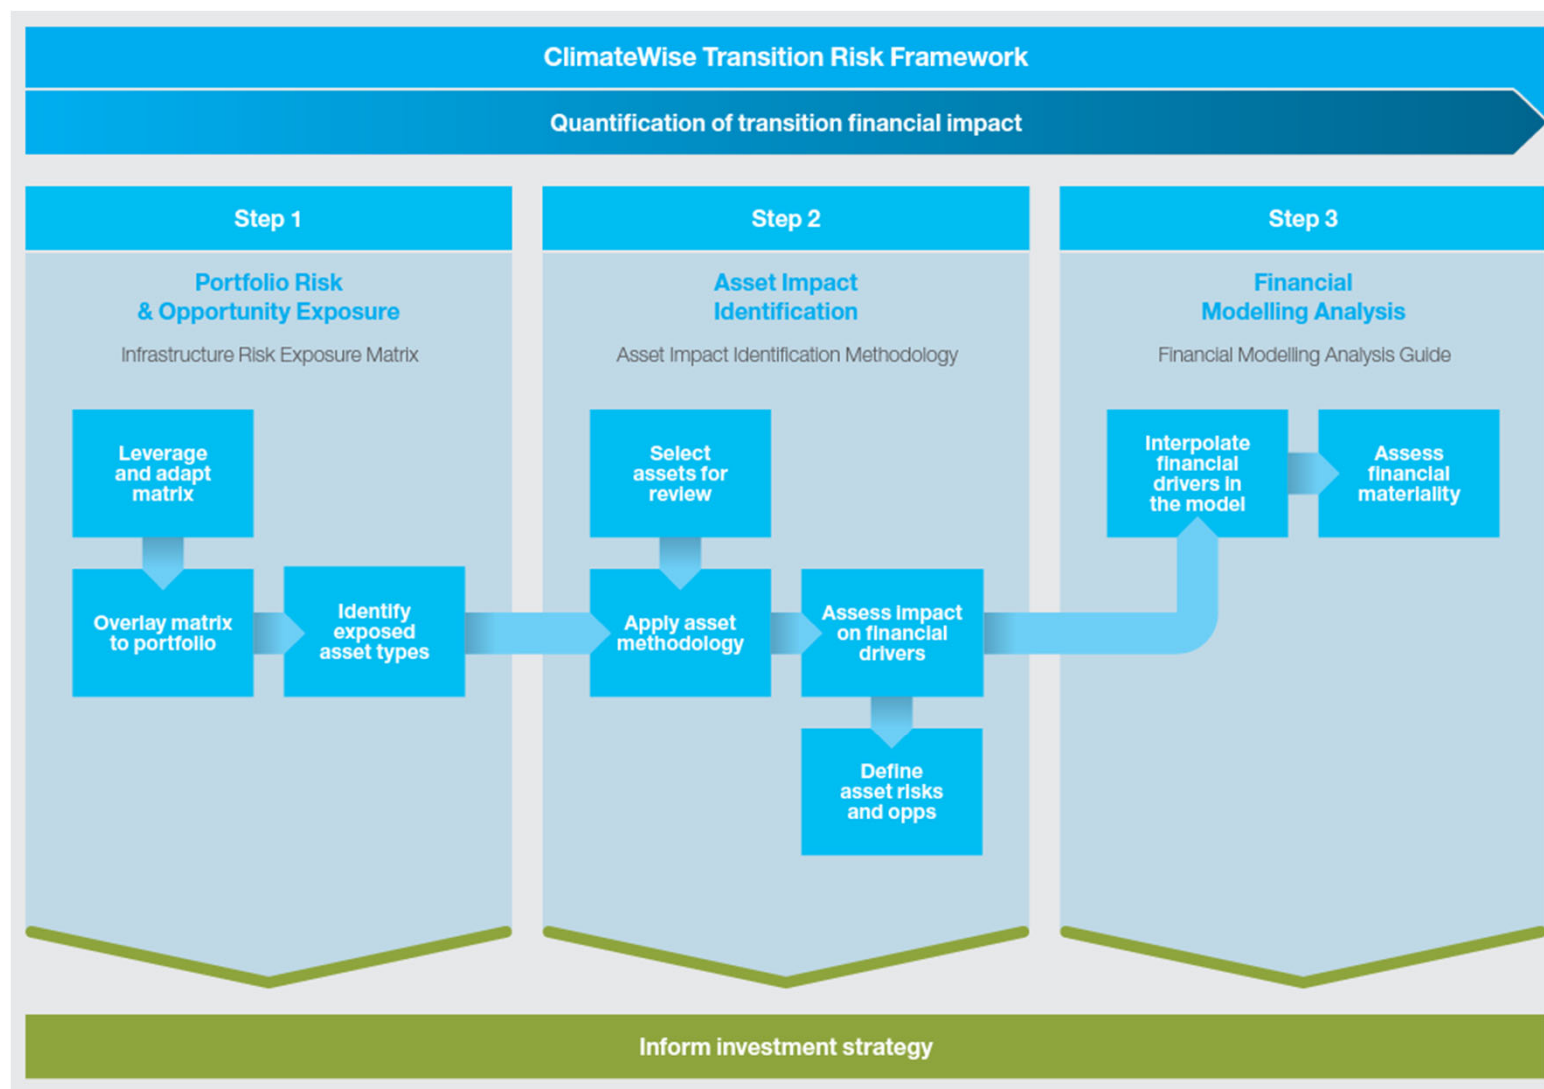 ClimateWise Transition Risk Framework
Quantification of transition financial impact
Step 1
Portfolio Risk
& Opportunity Exposure
Infrastructure Risk Exposure Matrix
Leverage
and adapt
matrix
Overlay matrix
to portfolio
Identify
exposed
asset types
Step 2
Asset Impact
Identification
Asset Impact Identification Methodology
Select
assets for
review
Apply asset
methodology
Assess impact
on financial
drivers
Define
asset risks
and opps
Step 3
Financial
Modelling Analysis
Financial Modelling Analysis Guide
Interpolate
financial
drivers in
the model
Assess
financial
materiality
Inform investment strategy